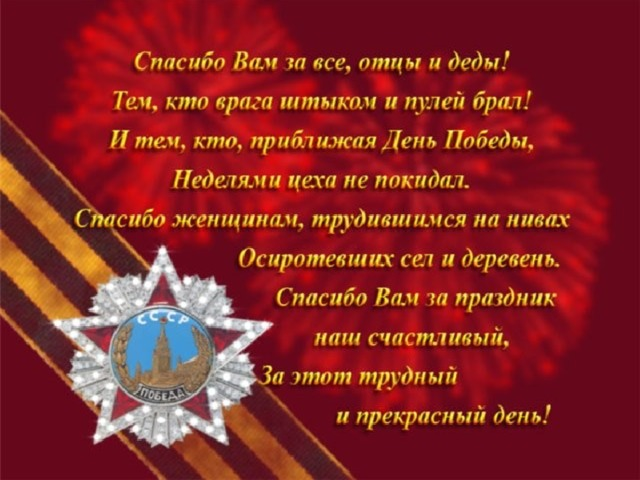 Спасибо Вам за все, отцы и деды!
Тем, кто врага штыком и пулей брал!
И тем, кто, приближая День Победы,
Неделями цеха не покидал.
Спасибо женщинам, трудившимся на нивах
Осиротевших сел и деревень.
Спасибо Вам за праздник
наш счастливый,
За этот трудный
и прекрасный день!
СССР
ПОБЕДА